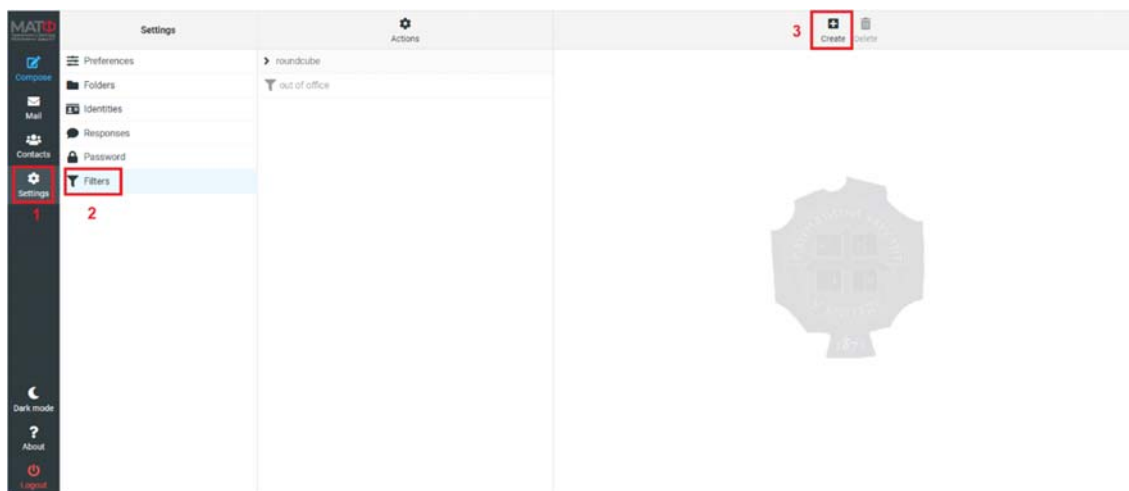 МАТФ
Settings
Actions
3
Create
Delete
Compose
Mail
Contacts
Settings
1
Dark mode
About
Logout
Preferences
Folders
Identities
Responses
Password
Filters
2
roundcube
out of office